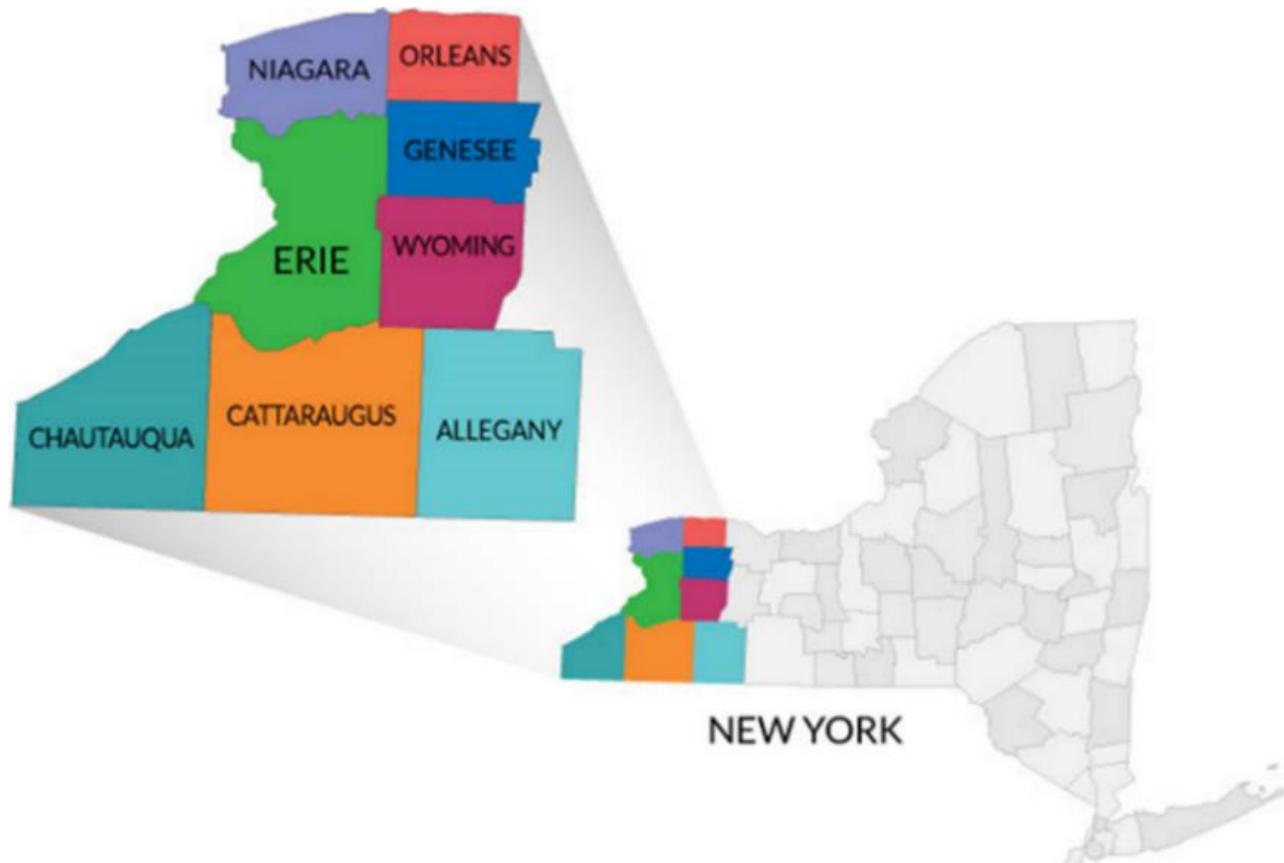 NIAGARA
ORLEANS
GENESEE
ERIE
WYOMING
CHAUTAUQUA
CATTARAUGUS
ALLEGANY
NEW YORK